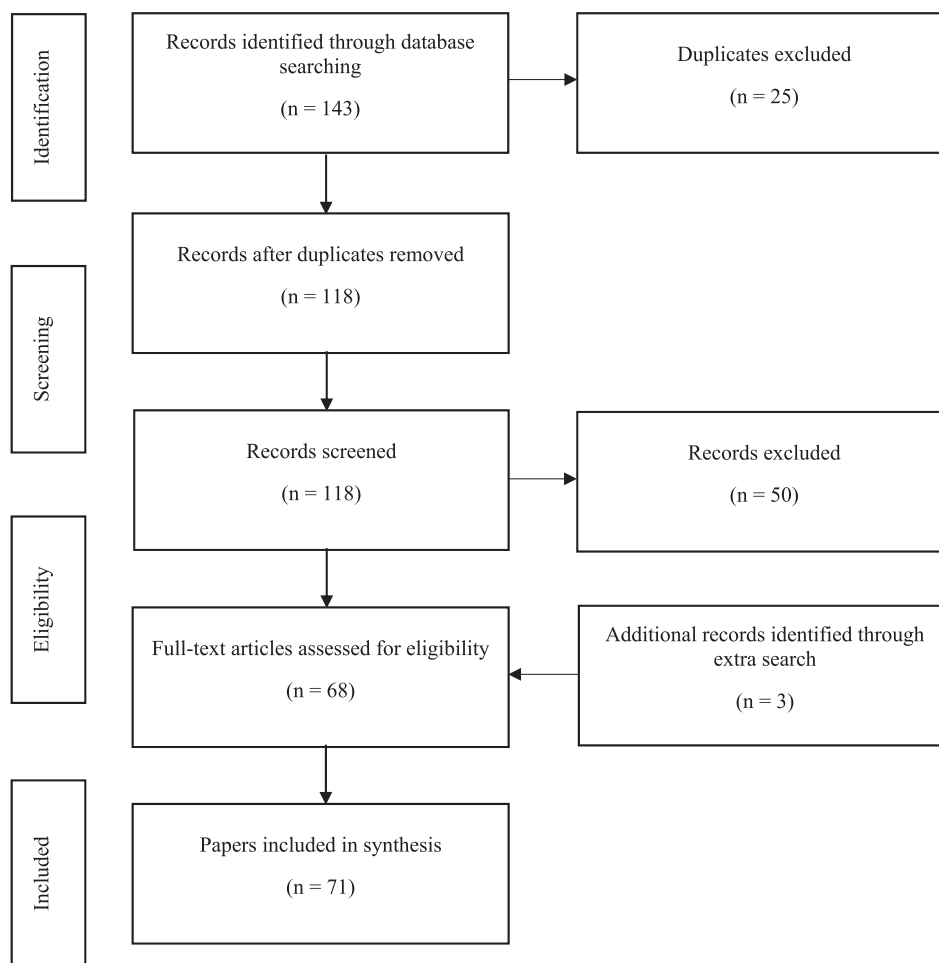 Identification
Records identified through database
searching
(n = 143)
Duplicates excluded
(n = 25)
Records after duplicates removed
(n = 118)
Screening
Records screened
(n = 118)
Records excluded
(n = 50)
Eligibility
Full-text articles assessed for eligibility
(n = 68)
Additional records identified through
extra search
(n = 3)
Included
Papers included in synthesis
(n = 71)